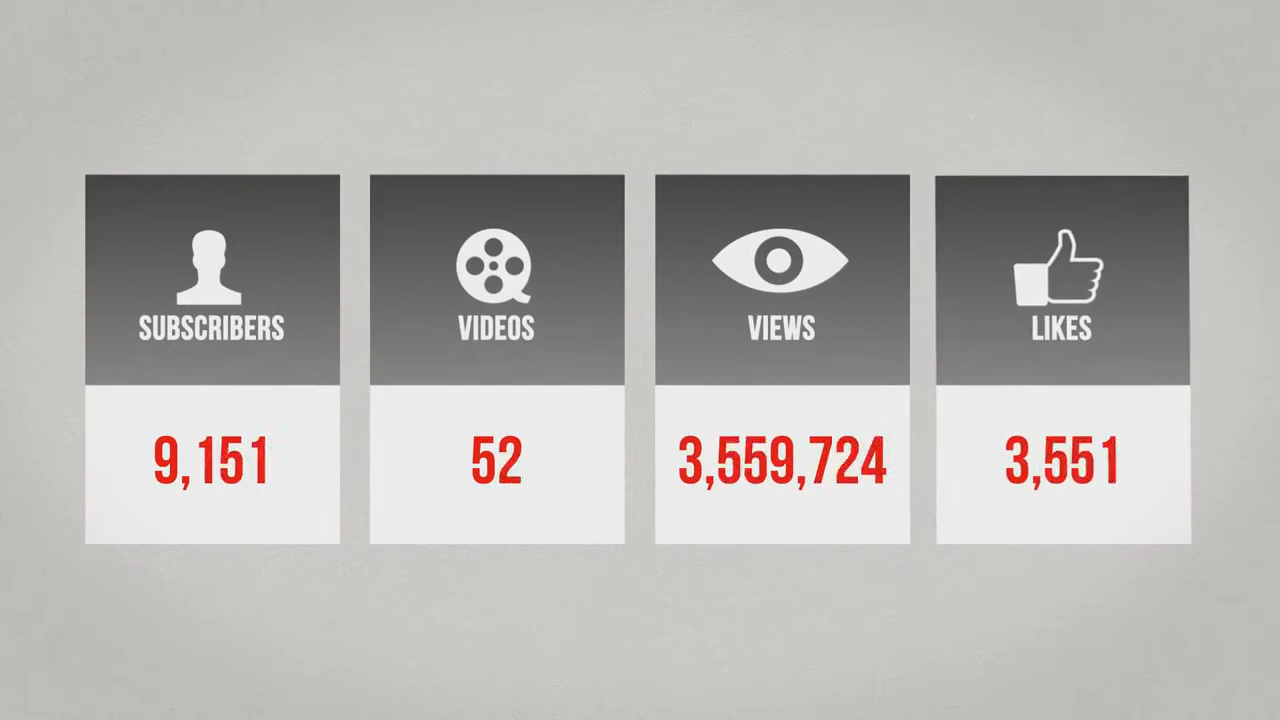 SUBSCRIBERS
VIDEOS
VIEWS
LIKES
9,151
52
3,559,724
3,551